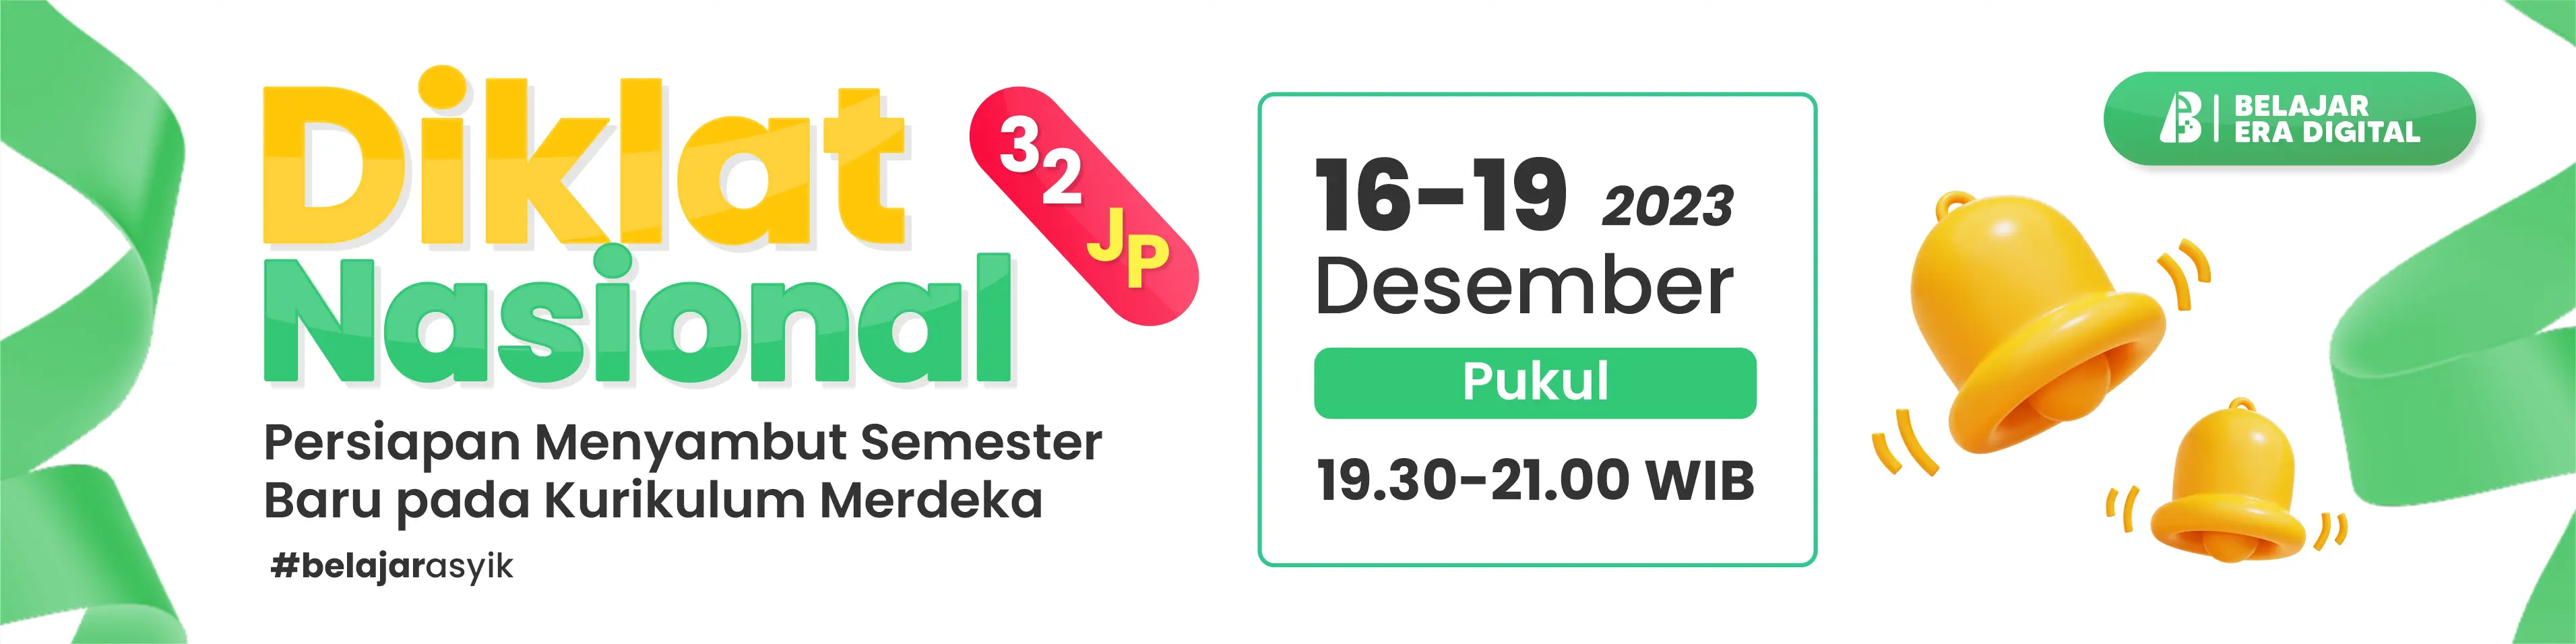 Diklat
Nasional
32 JP
Persiapan Menyambut Semester
Baru pada Kurikulum Merdeka
#belajarasyik
16-19 2023
Desember
Pukul
19.30-21.00 WIB
BELAJAR
ERA DIGITAL